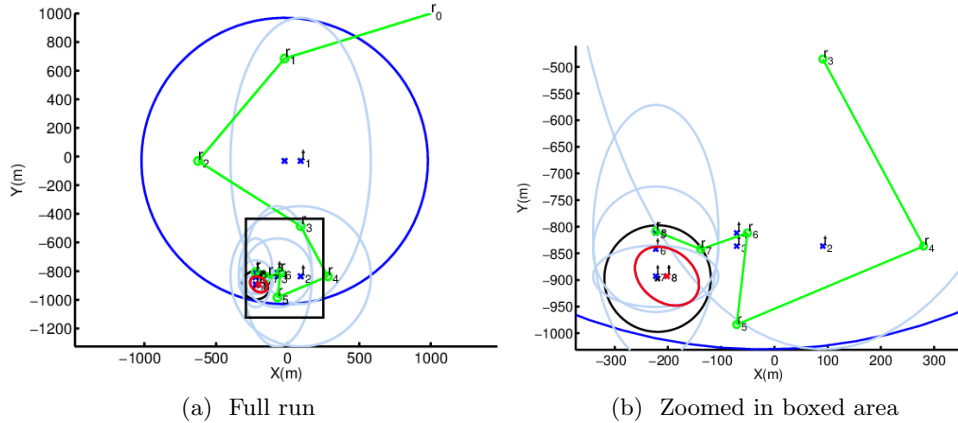 r0
1000
800
600
400
200
0
−200
−400
−600
−800
−1000
−1200
Y(m)
r1
r2
t1
r3
t2
r4
r5
−1000
−500
0
500
1000
X(m)
(a) Full run
−500
−550
−600
−650
−700
−750
−800
−850
−900
−950
−1000
Y(m)
r3
r8
t6
r7
t3
r6
t2
r4
t7
t8
r5
−300
−200
−100
0
100
200
300
X(m)
(b) Zoomed in boxed area